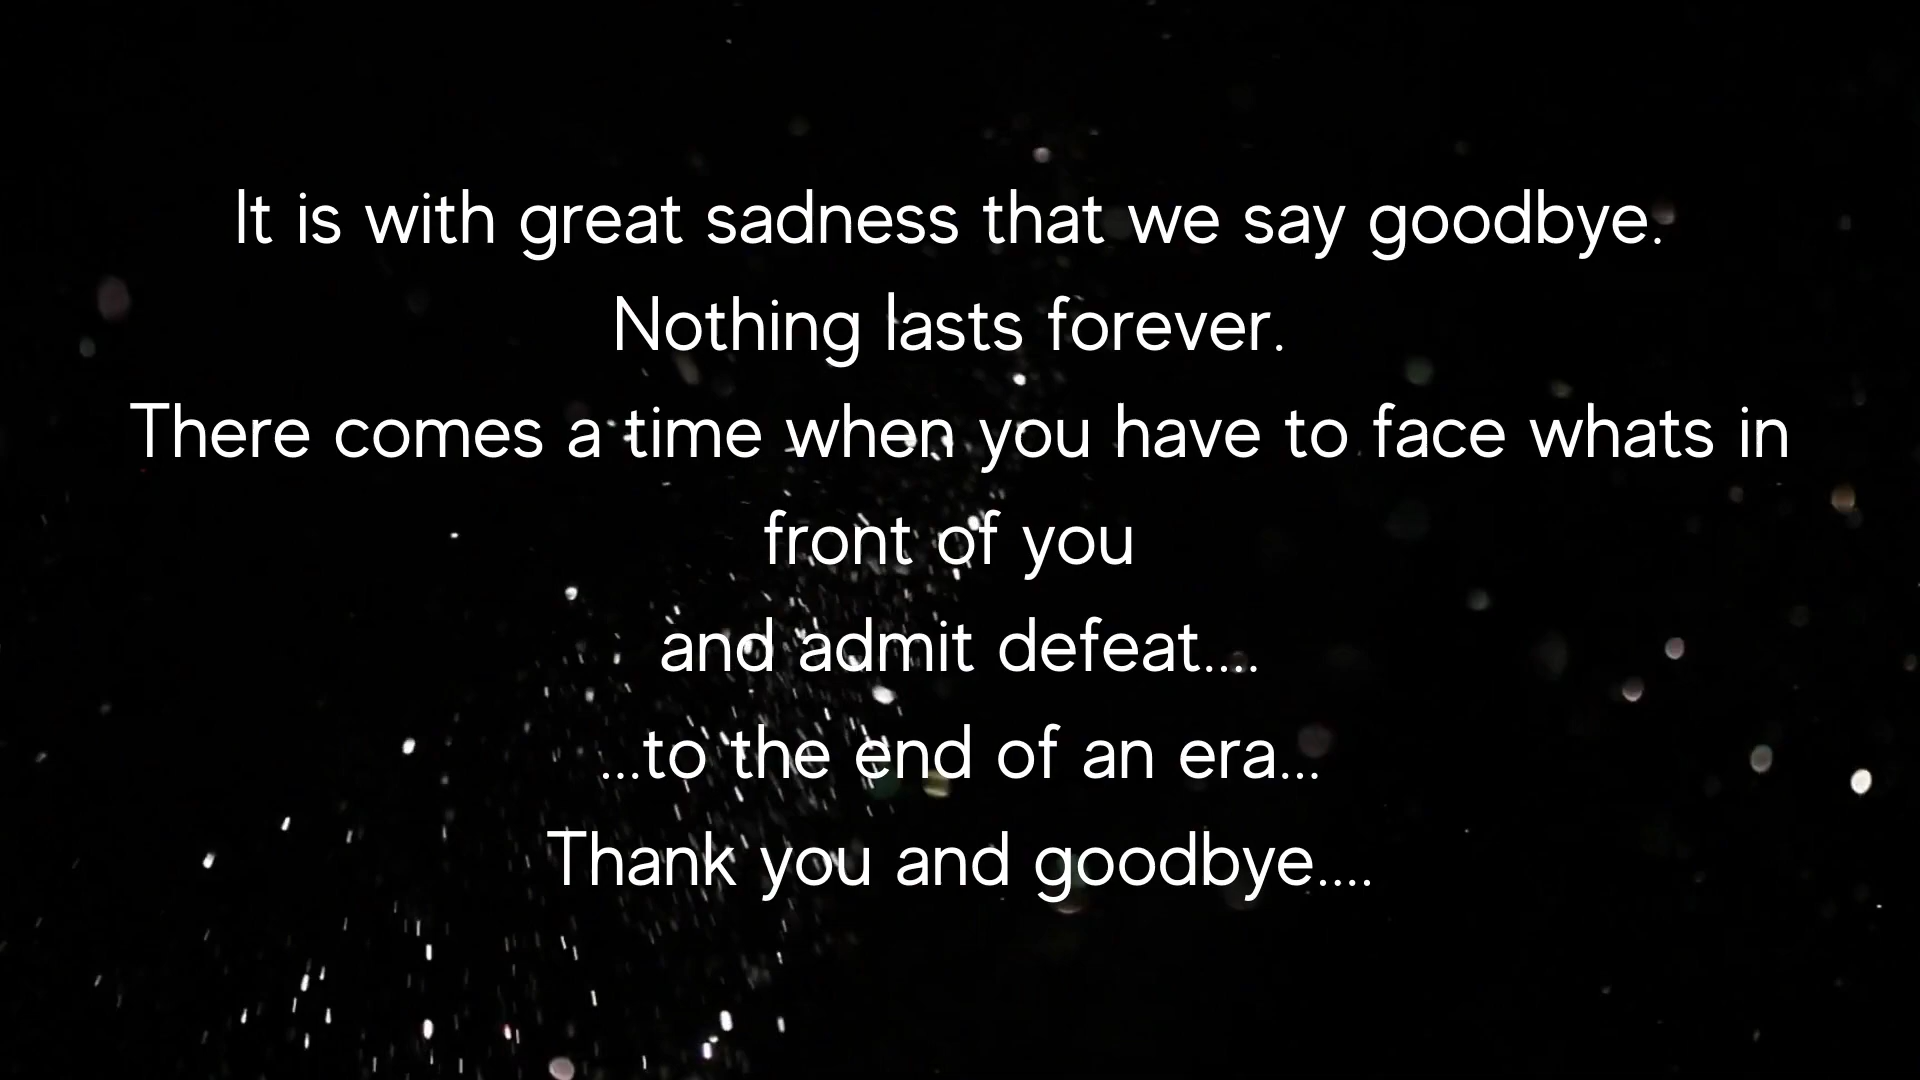 It is with great sadness that we say goodbye.
Nothing lasts forever.
There comes a time when you have to face whats in
front of you
and admit defeat....
...to the end of an era...
Thank you and goodbye....